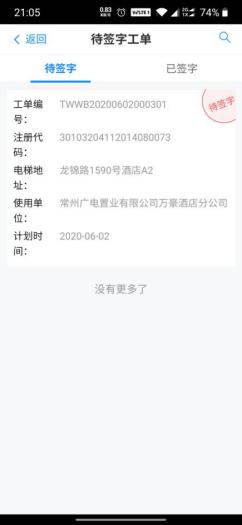 21:05
0.83
KB/S
VoLTE1
2G
1X
74%
返回
待签字工单
待签字
已签字
工单编号：
TWWB20200602000301
待签字
注册代码：
30103204112014080073
电梯地址：
龙锦路1590号酒店A2
使用单位：
常州广电置业有限公司万豪酒店分公司
计划时间：
2020-06-02
没有更多了